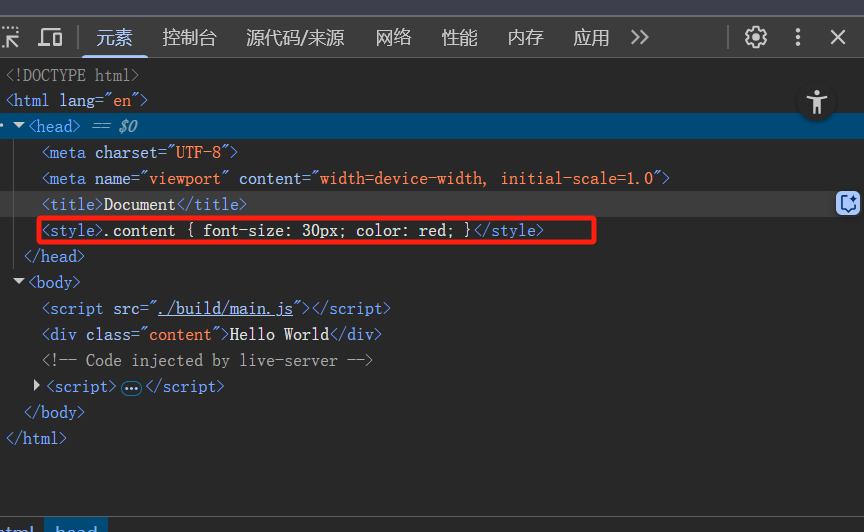 元素 控制台 源代码/来源 网络 性能 内存 应用
<!DOCTYPE html>
<html lang="en">
<head> == $0
<meta charset="UTF-8">
<meta name="viewport" content="width=device-width, initial-scale=1.0">
<title>Document</title>
<style>.content { font-size: 30px; color: red; }</style>
</head>
<body>
<script src="./build/main.js"></script>
<div class="content">Hello World</div>
<!-- Code injected by live-server -->
<script>…</script>
</body>
</html>
html head